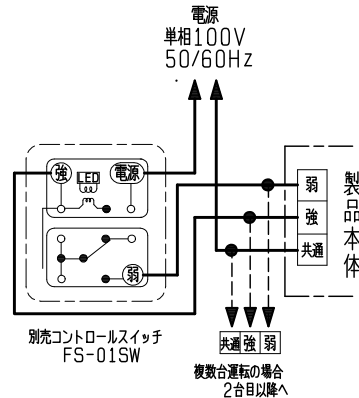 電源
単相100V
50/60Hz
強
LED
電源
弱
弱
強
共通
製品本体
別売コントロールスイッチ
FS-01SW
共通 強 弱
複数台運転の場合
2台目以降へ